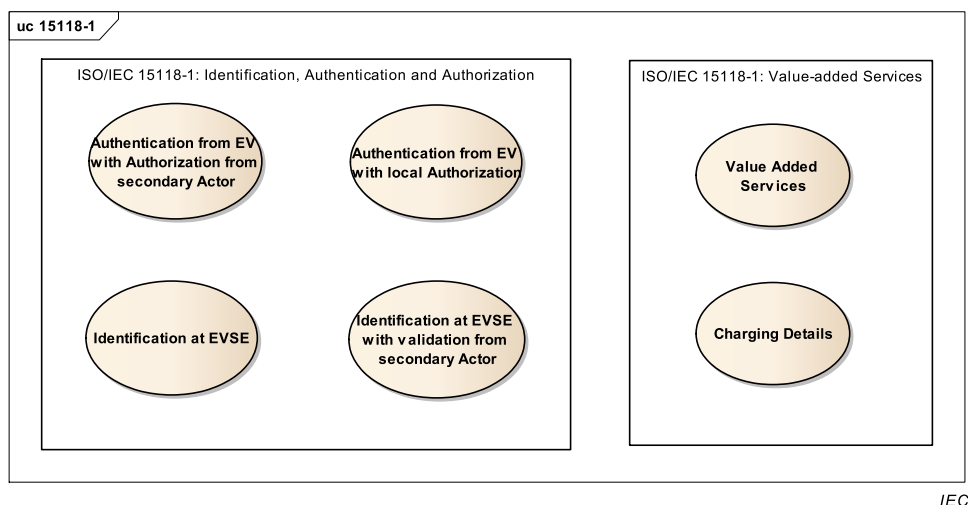 uc 15118-1
ISO/IEC 15118-1: Identification, Authentication and Authorization
Authentication from EV
with Authorization from
secondary Actor
Authentication from EV
with local Authorization
Identification at EVSE
Identification at EVSE
with validation from
secondary Actor
ISO/IEC 15118-1: Value-added Services
Value Added
Services
Charging Details
IEC